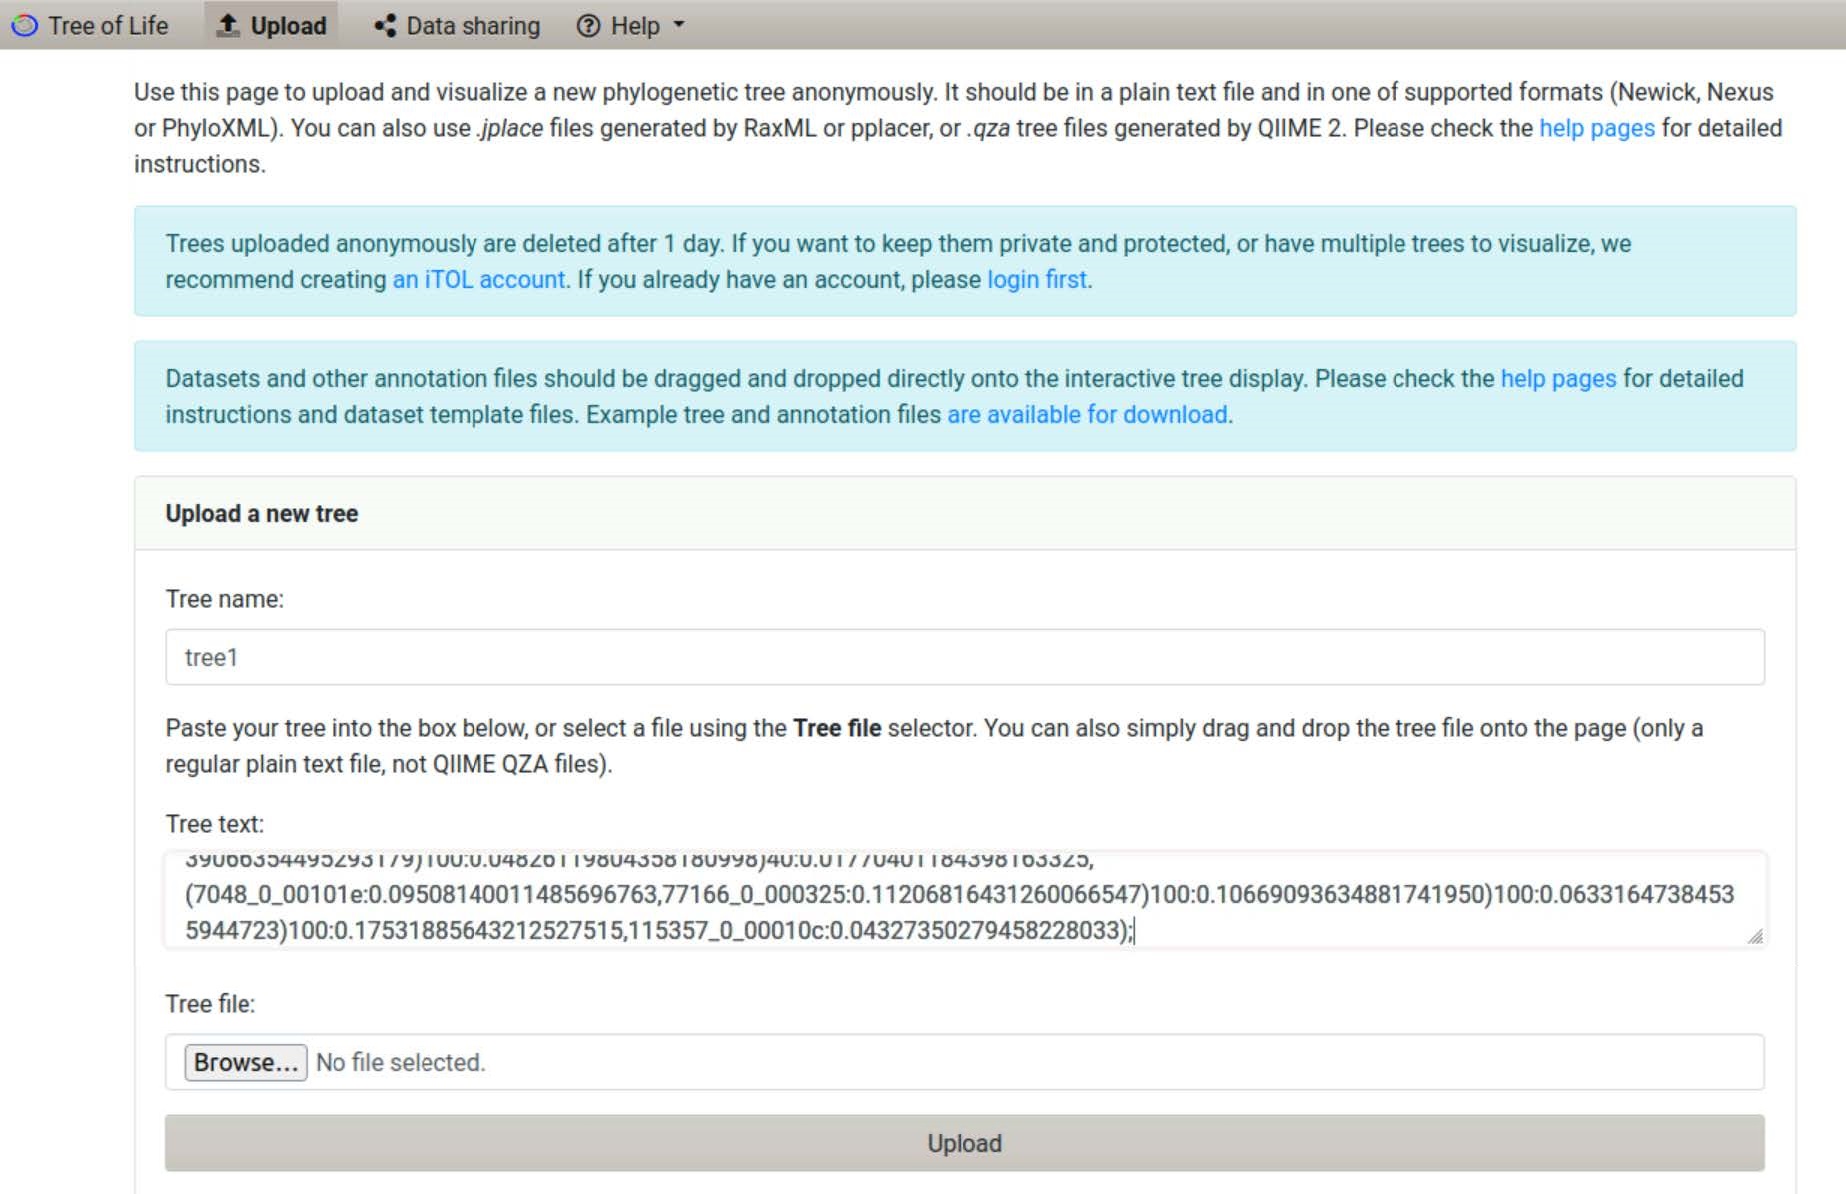 Tree of Life Upload Data sharing Help
Use this page to upload and visualize a new phylogenetic tree anonymously. It should be in a plain text file and in one of supported formats (Newick, Nexus
or PhyloXML). You can also use .jplace files generated by RaxML or pplacer, or .qza tree files generated by QIIME 2. Please check the help pages for detailed
instructions.
Trees uploaded anonymously are deleted after 1 day. If you want to keep them private and protected, or have multiple trees to visualize, we
recommend creating an iTOL account. If you already have an account, please login first.
Datasets and other annotation files should be dragged and dropped directly onto the interactive tree display. Please check the help pages for detailed
instructions and dataset template files. Example tree and annotation files are available for download.
Upload a new tree
Tree name:
tree1
Paste your tree into the box below, or select a file using the Tree file selector. You can also simply drag and drop the tree file onto the page (only a
regular plain text file, not QIIME QZA files).
Tree text:
39066354495293179)100:0.04826119804358180998)40:0.01770401184398163325,
(7048_0_00101e:0.09508140011485696763,77166_0_000325:0.11206816431260066547)100:0.10669093634881741950)100:0.0633164738453
5944723)100:0.17531885643212527515,115357_0_00010c:0.04327350279458228033);
Tree file:
Browse... No file selected.
Upload